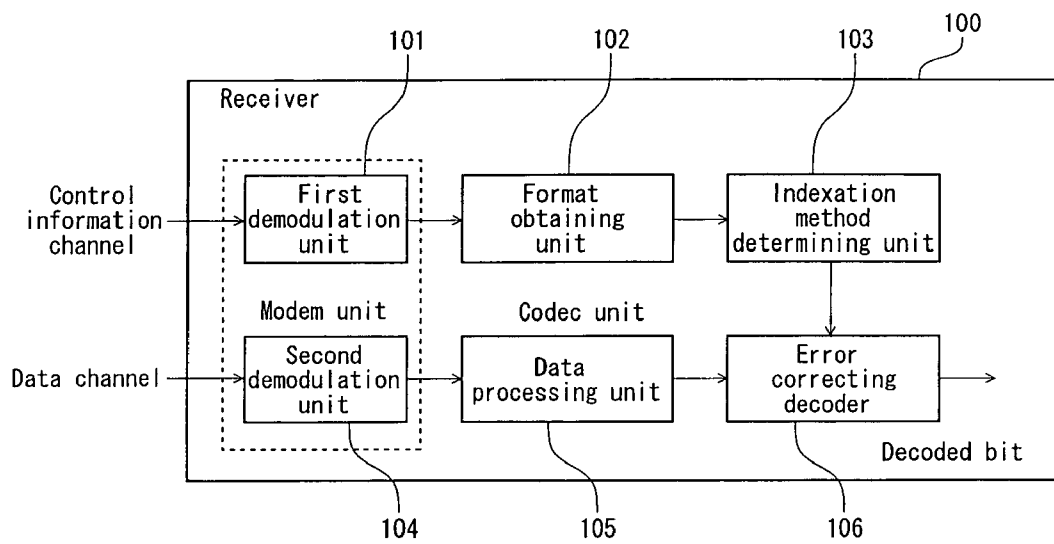 101
102
103
100
Receiver
Control
information
channel
First
demodulation
unit
Format
obtaining
unit
Indexation
method
determining unit
Modem unit
Codec unit
Data channel
Second
demodulation
unit
Data
processing unit
Error
correcting
decoder
Decoded bit
104
105
106